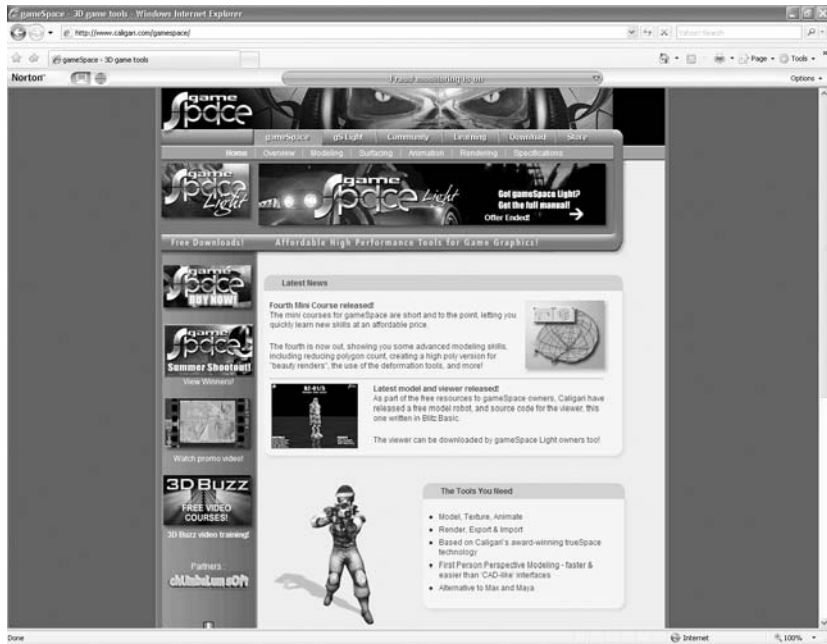 gameSpace - 3D game tools - Windows Internet Explorer
http://www.caligari.com/gamespace/
Yahoo! Search
gameSpace - 3D game tools
Page
Tools
Norton
Fraud monitoring is on
Options
game Space
gameSpace | gS Light | Community | Learning | Download | Store
Home | Overview | Modeling | Surfacing | Animation | Rendering | Specifications
game Space Light
game Space Light
Got gameSpace Light?
Get the full manual!
Offer Ended!
Free Downloads!
Affordable High Performance Tools for Game Graphics!
game Space
BUY NOW!
Latest News
Fourth Mini Course released!
The mini courses for gameSpace are short and to the point, letting you
quickly learn new skills at an affordable price.
The fourth is now out, showing you some advanced modeling skills,
including reducing polygon count, creating a high poly version for
"beauty renders", the use of the deformation tools, and more!
game Space
Summer Shootout!
View Winners!
Latest model and viewer released!
As part of the free resources to gameSpace owners, Caligari have
released a free model robot, and source code for the viewer, this
one written in Blitz Basic.
The viewer can be downloaded by gameSpace Light owners too!
Watch promo video!
3D BUZZ
FREE VIDEO
COURSES!
3D Buzz video training!
Partners :
The Tools You Need
• Model, Texture, Animate
• Render, Export & Import
• Based on Caligari's award-winning trueSpace
technology
• First Person Perspective Modeling - faster &
easier than 'CAD-like' interfaces
• Alternative to Max and Maya
Done
Internet
100%